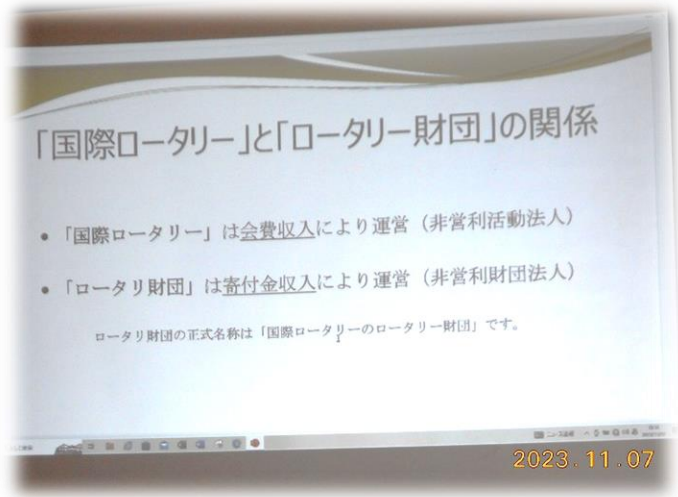 「国際ロータリー」と「ロータリー財団」の関係
• 「国際ロータリー」は会費収入により運営（非営利活動法人）
• 「ロータリ財団」は寄付金収入により運営（非営利財団法人）
ロータリ財団の正式名称は「国際ロータリーのロータリー財団」です。
2023.11.07